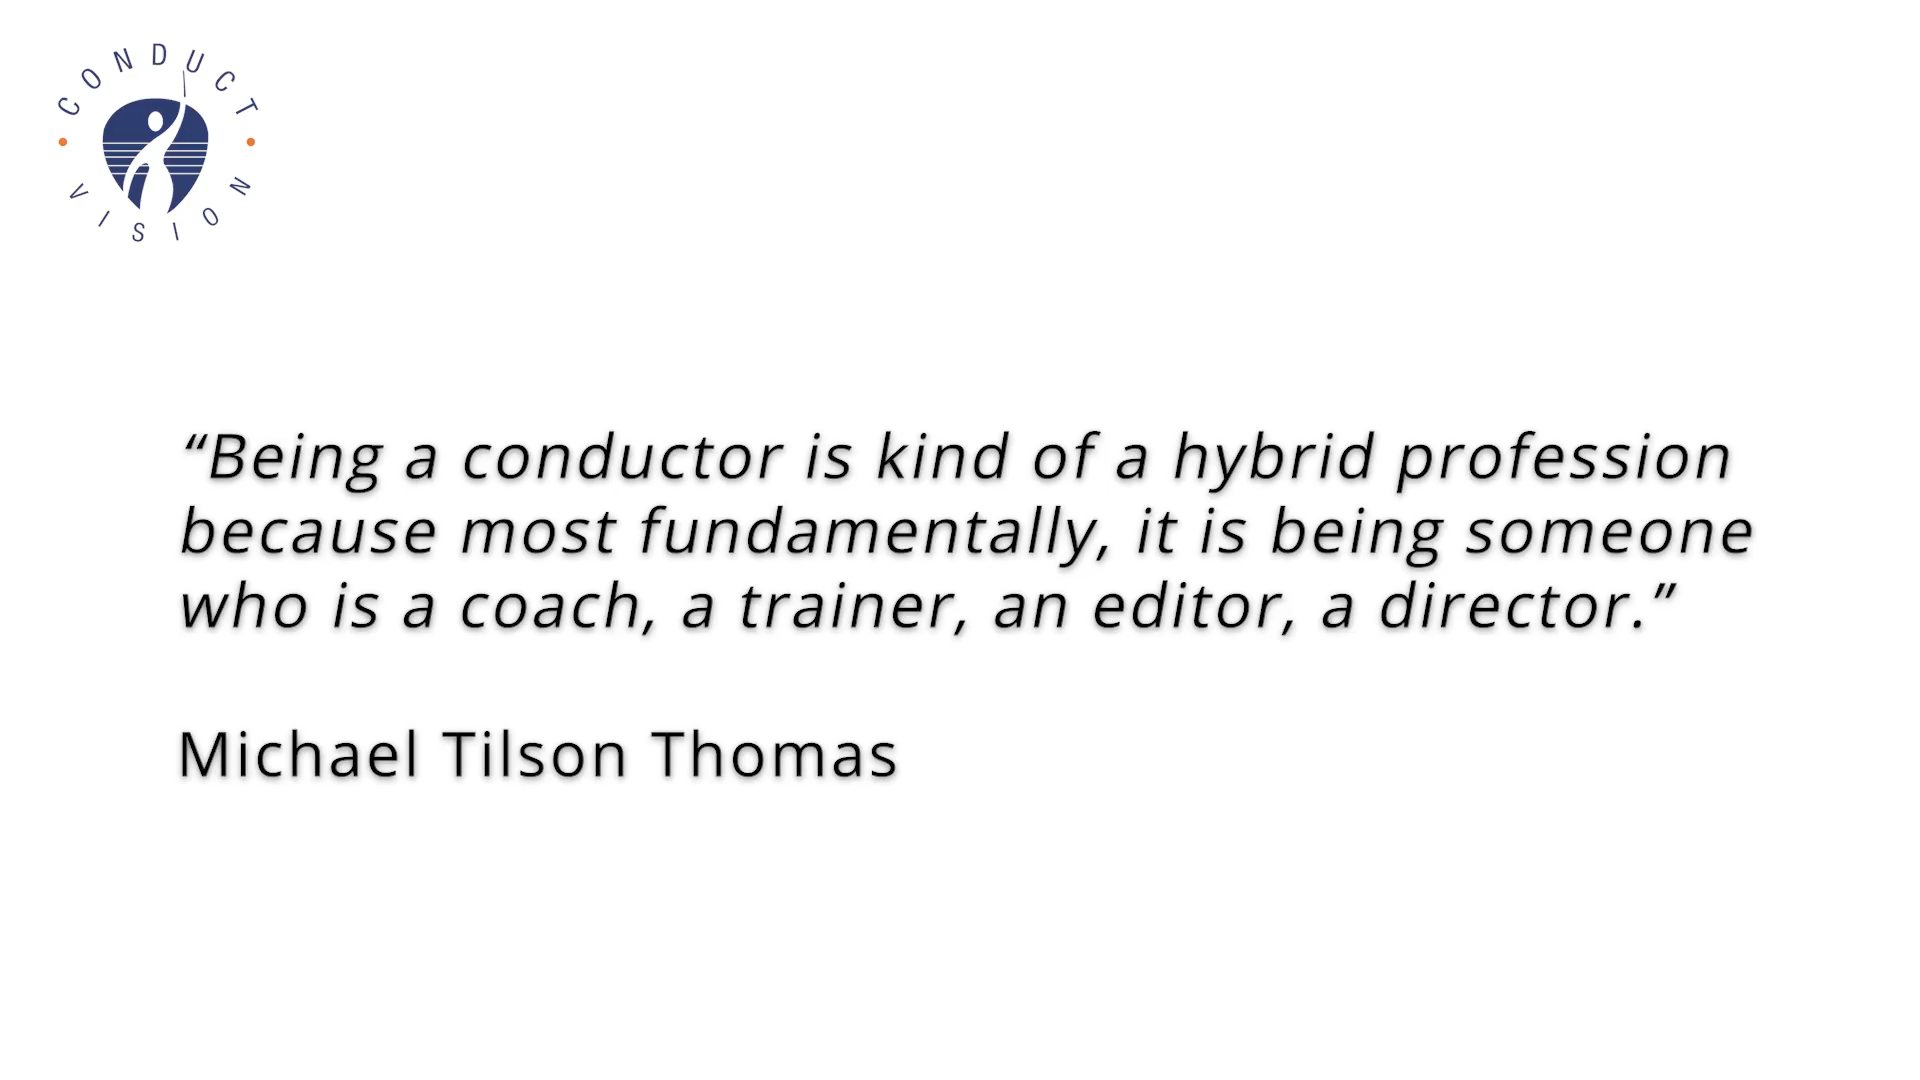 CONDUCT
VISION
“Being a conductor is kind of a hybrid profession
because most fundamentally, it is being someone
who is a coach, a trainer, an editor, a director.”
Michael Tilson Thomas